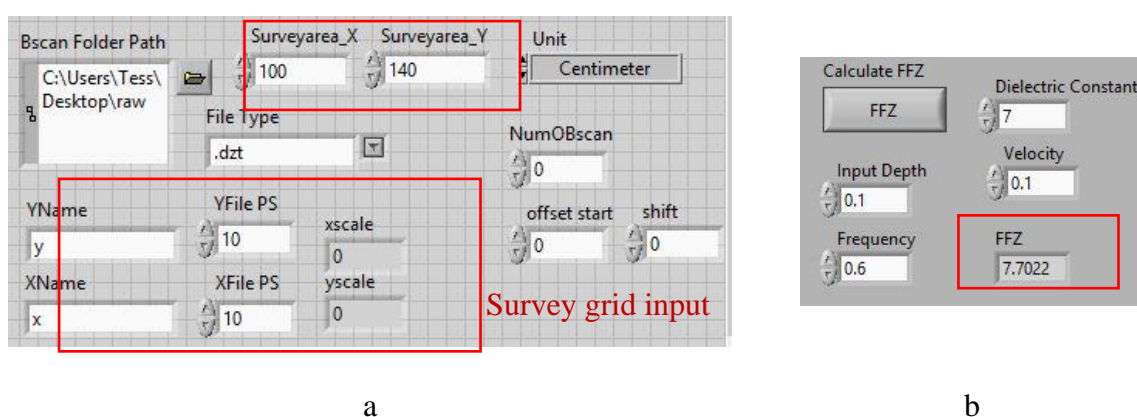 Bscan Folder Path
C:\Users\Tess\
Desktop\raw
Surveyarea_X
100
Surveyarea_Y
140
Unit
Centimeter
File Type
.dzt
NumOBscan
0
YName
y
YFile PS
10
xscale
0
offset start
0
shift
0
XName
x
XFile PS
10
yscale
0
Survey grid input
a
Calculate FFZ
FFZ
Dielectric Constant
7
Input Depth
0.1
Velocity
0.1
Frequency
0.6
FFZ
7.7022
b